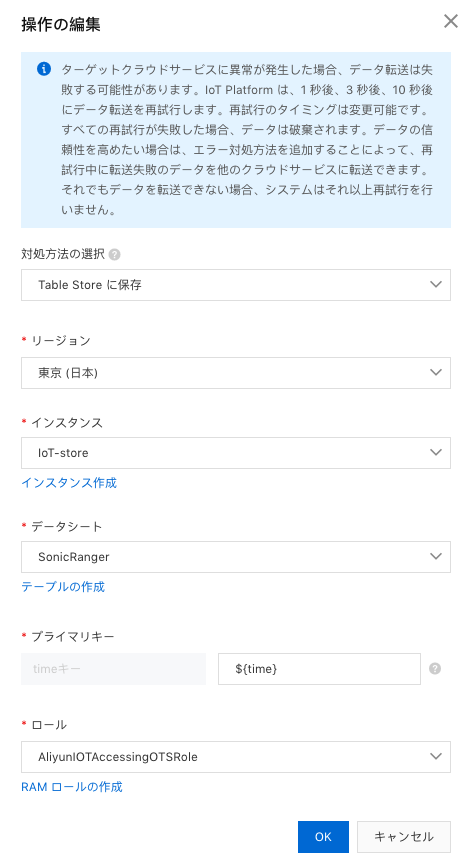 操作の編集
ターゲットクラウドサービスに異常が発生した場合、データ転送は失
敗する可能性があります。IoT Platform は、1 秒後、3 秒後、10 秒後
にデータ転送を再試行します。再試行のタイミングは変更可能です。
すべての再試行が失敗した場合、データは破棄されます。データの信
頼性を高めたい場合は、エラー対処方法を追加することによって、再
試行中に転送失敗のデータを他のクラウドサービスに転送できます。
それでもデータを転送できない場合、システムはそれ以上再試行を行
いません。
対処方法の選択
Table Store に保存
* リージョン
東京 (日本)
* インスタンス
IoT-store
インスタンス作成
* データシート
SonicRanger
テーブルの作成
* プライマリキー
timeキー ${time}
* ロール
AliyunIOTAccessingOTSRole
RAM ロールの作成
OK キャンセル